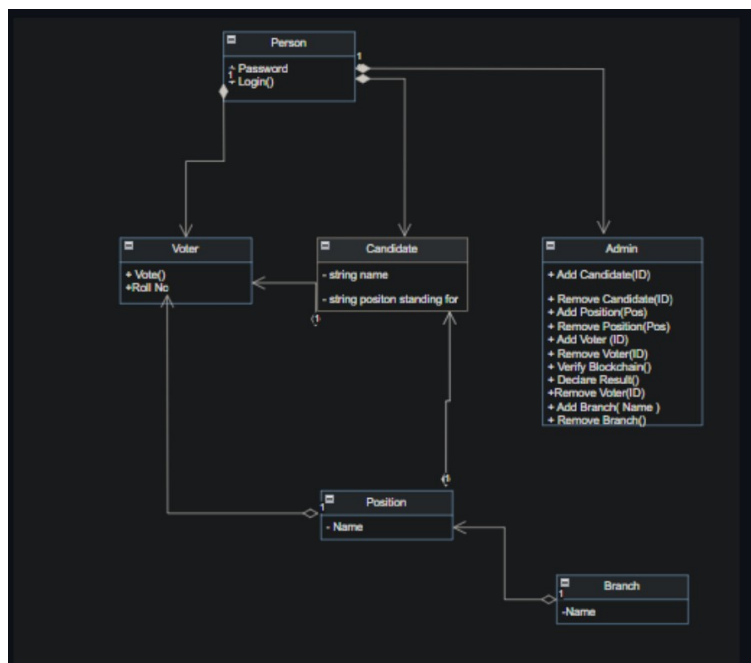 Person
1
+ Password
1
+ Login()
Voter
+ Vote()
+Roll No
Candidate
- string name
- string positon standing for
1
Admin
+ Add Candidate(ID)
+ Remove Candidate(ID)
+ Add Position(Pos)
+ Remove Position(Pos)
+ Add Voter (ID)
+ Remove Voter(ID)
+ Verify Blockchain()
+ Declare Result()
+Remove Voter(ID)
+ Add Branch( Name )
+ Remove Branch()
1
Position
1
- Name
Branch
1
-Name